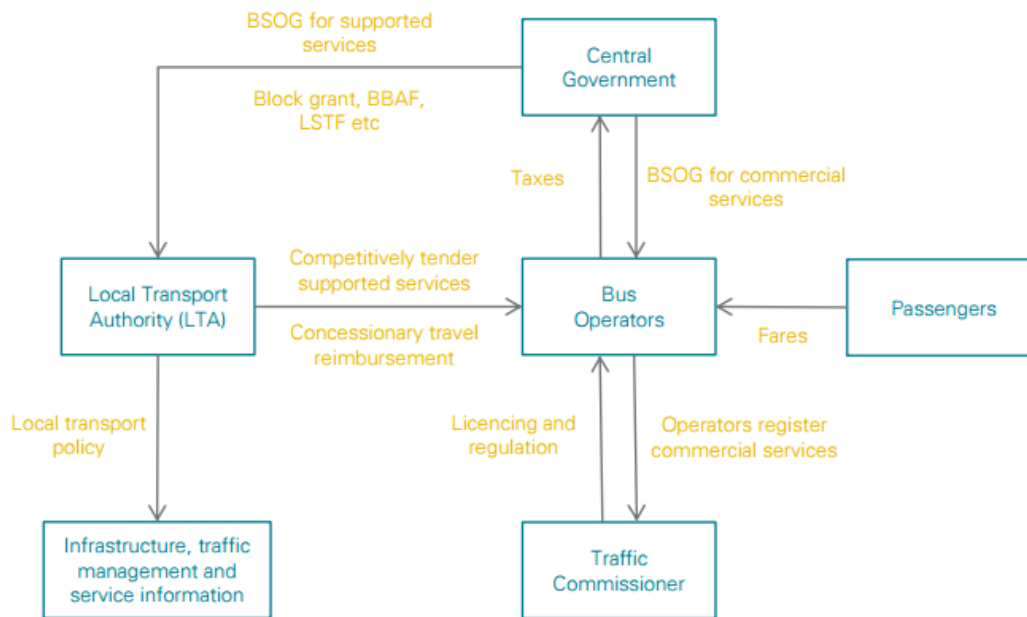 BSOG for supported
services
Central
Government
Block grant, BBAF,
LSTF etc
Taxes
BSOG for commercial
services
Local Transport
Authority (LTA)
Competitively tender
supported services
Concessionary travel
reimbursement
Bus
Operators
Passengers
Fares
Local transport
policy
Licencing and
regulation
Operators register
commercial services
Infrastructure, traffic
management and
service information
Traffic
Commissioner